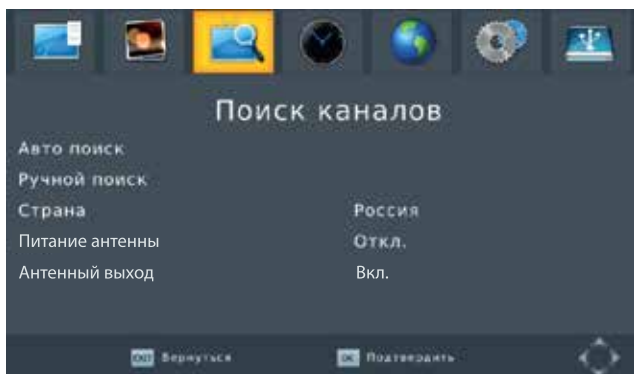 Поиск каналов
Авто поиск
Ручной поиск
Страна Россия
Питание антенны Откл.
Антенный выход Вкл.
EXIT Вернуться OK Подтвердить